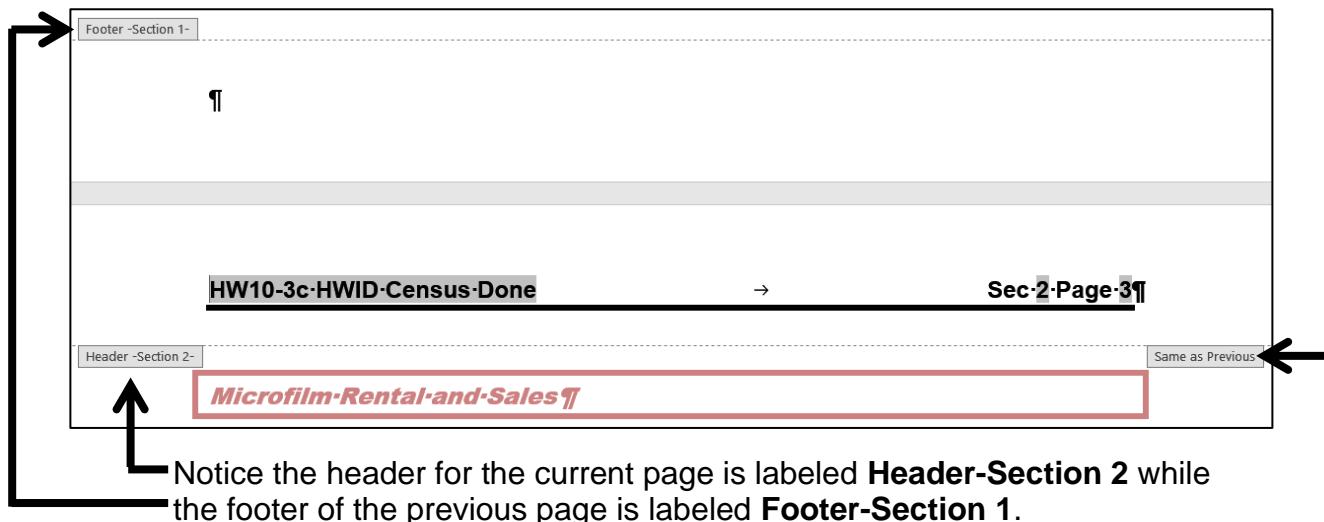 Footer -Section 1-
¶
HW10-3c·HWID·Census·Done → Sec·2·Page·3¶
Header -Section 2- Same as Previous
Microfilm·Rental·and·Sales¶
Notice the header for the current page is labeled Header-Section 2 while
the footer of the previous page is labeled Footer-Section 1.